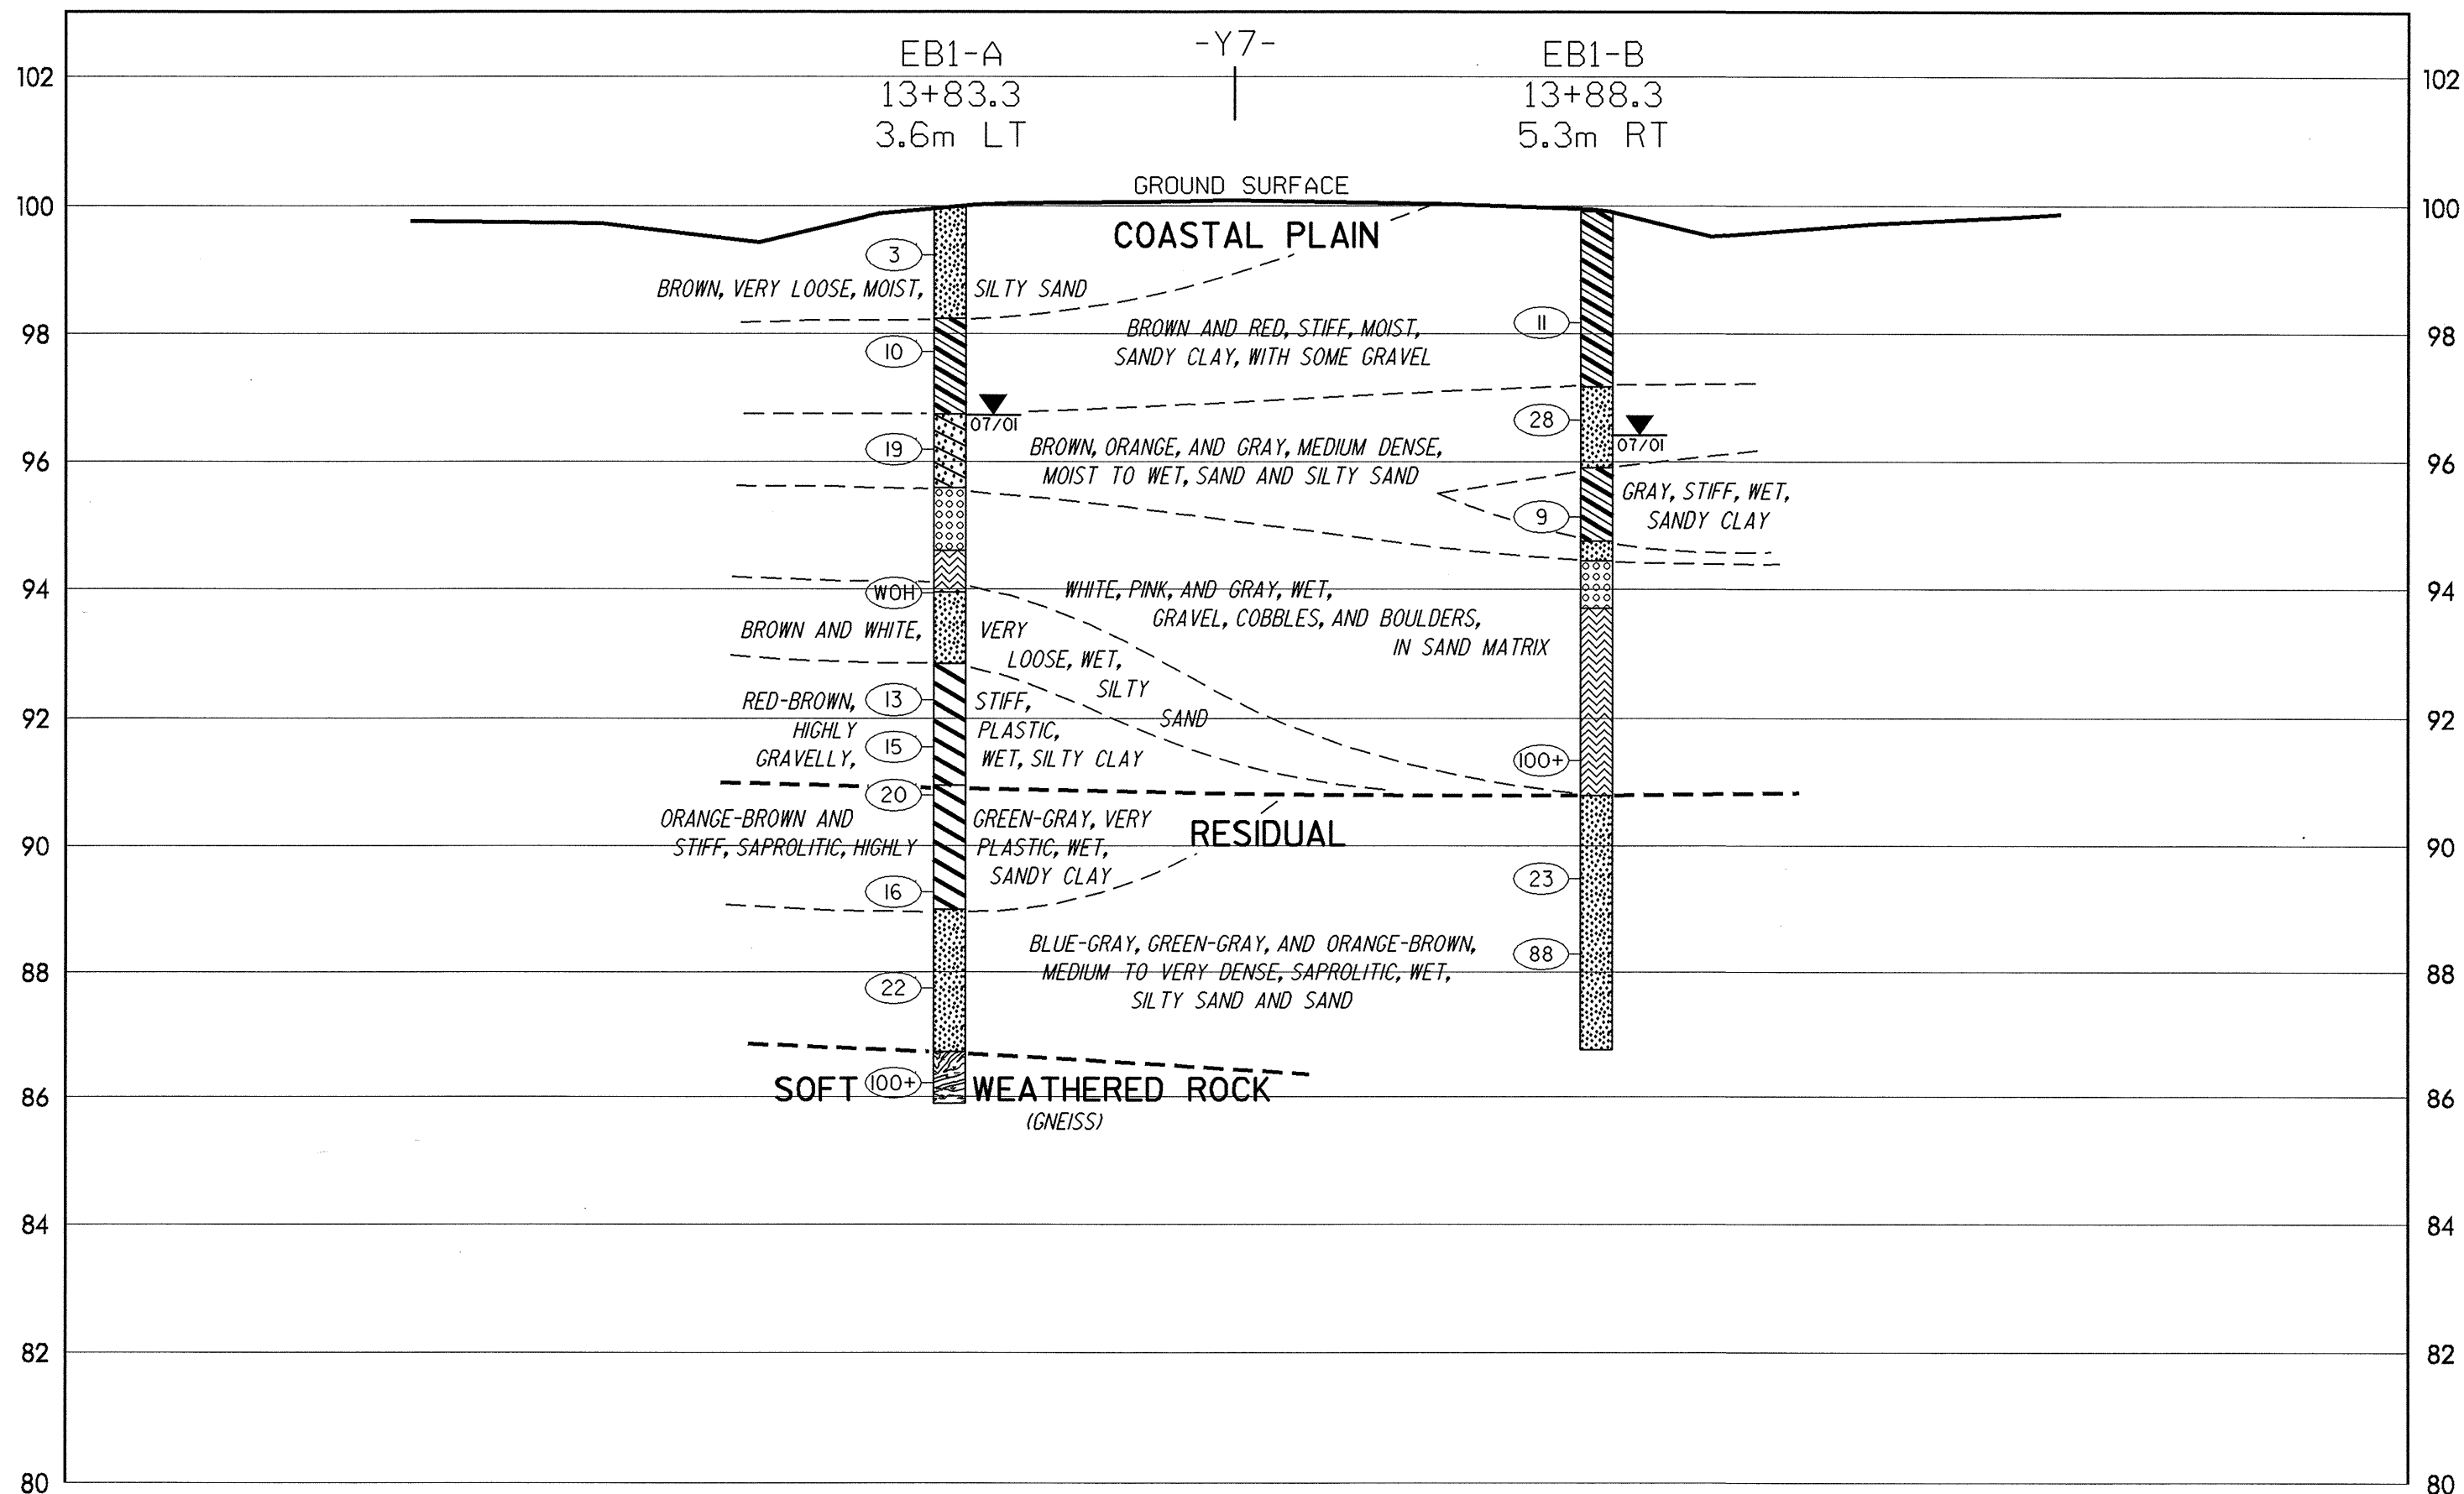 EB1-A
13+83.3
3.6m LT
-Y7-
EB1-B
13+88.3
5.3m RT
102 102
GROUND SURFACE
100 100
COASTAL PLAIN
3
BROWN, VERY LOOSE, MOIST, SILTY SAND
11
98 98
BROWN AND RED, STIFF, MOIST,
SANDY CLAY, WITH SOME GRAVEL
10
07/01
28
07/01
19
BROWN, ORANGE, AND GRAY, MEDIUM DENSE,
MOIST TO WET, SAND AND SILTY SAND
96 96
GRAY, STIFF, WET,
SANDY CLAY
9
94 94
WOH
WHITE, PINK, AND GRAY, WET,
GRAVEL, COBBLES, AND BOULDERS,
IN SAND MATRIX
BROWN AND WHITE, VERY
LOOSE, WET,
SILTY
SAND
RED-BROWN, 13 STIFF,
HIGHLY PLASTIC,
GRAVELLY, 15 WET, SILTY CLAY
92 92
100+
20
ORANGE-BROWN AND GREEN-GRAY, VERY
STIFF, SAPROLITIC, HIGHLY PLASTIC, WET,
SANDY CLAY
RESIDUAL
90 90
16
23
BLUE-GRAY, GREEN-GRAY, AND ORANGE-BROWN,
MEDIUM TO VERY DENSE, SAPROLITIC, WET,
SILTY SAND AND SAND
88
88 88
22
SOFT 100+ WEATHERED ROCK
(GNEISS)
86 86
84 84
82 82
80 80